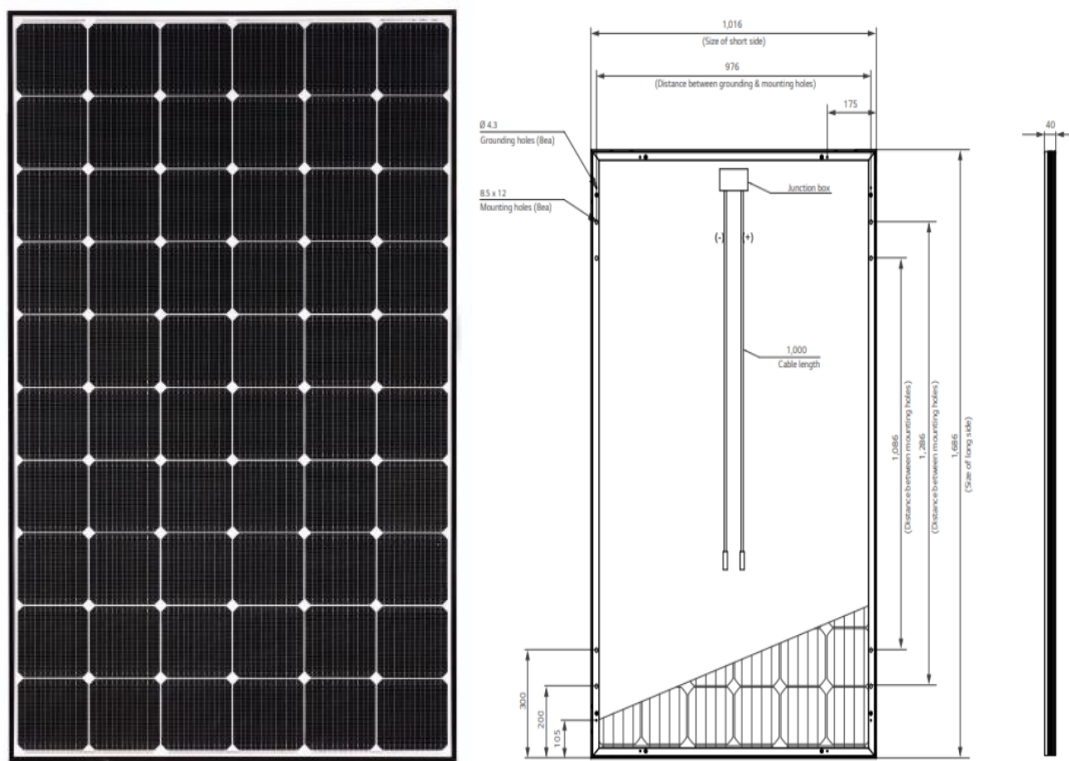 1,016
(Size of short side)
976
(Distance between grounding & mounting holes)
175
40
Ø 4.3
Grounding holes (8ea)
8.5 x 12
Mounting holes (8ea)
Junction box
(-)
(+)
1,000
Cable length
1,086
(Distance between mounting holes)
1,286
(Distance between mounting holes)
1,686
(Size of long side)
300
200
105